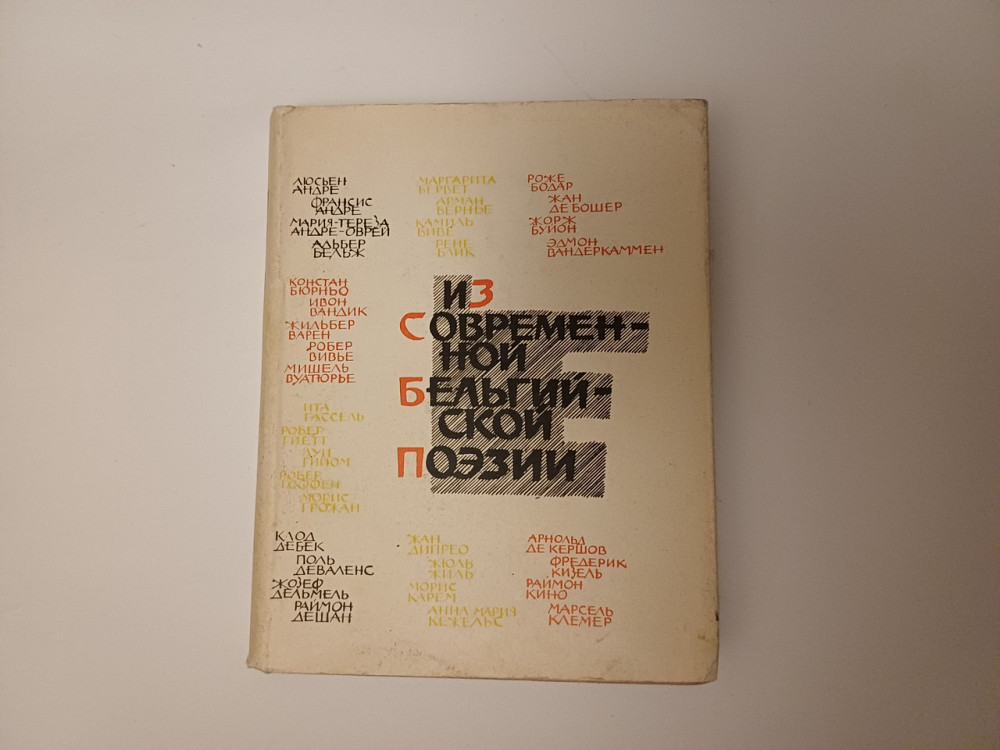 ЛЮСЬЕН
АНДРЕ
ФРАНСИС
АНДРЕ
МАРИЯ-ТЕРЕЗА
АНДРЕ-ОВРЕЙ
АЛЬБЕР
БЕЛЬЖ
МАРГАРИТА
БЕРВЕТ
АРМАН
БЕРНЬЕ
КАМИЛЬ
БИВЕ
РЕНЕ
БЛИК
РОЖЕ
БОДАР
ЖАН
ДЕ БОШЕР
ЖОРЖ
БУЙОН
ЭДМОН
ВАНДЕРКАММЕН
КОНСТАН
БЮРНЬО
ИВОН
ВАНДИК
ЖИЛЬБЕР
ВАРЕН
РОБЕР
ВИВЬЕ
МИШЕЛЬ
ВУАТЮРЬЕ
ИТА
ГАССЕЛЬ
РОБЕР
ГИЕТТ
ЛУИ
ГИЙОМ
РОБЕР
ГОФФЕН
МОРИС
ГРОЖАН
ИЗ
СОВРЕМЕН-
НОЙ
БЕЛЬГИЙ-
СКОЙ
ПОЭЗИИ
КЛОД
ДЕБЕК
ПОЛЬ
ДЕВАЛЕНС
ЖОЗЕФ
ДЕЛЬМЕЛЬ
РАЙМОН
ДЕШАН
ЖАН
ДИПРЕО
ЖЮЛЬ
ЖИЛЬ
МОРИС
КАРЕМ
АННА МАРИЯ
КЕЖЕЛЬС
АРНОЛЬД
ДЕ КЕРШОВ
ФРЕДЕРИК
КИЗЕЛЬ
РАЙМОН
КИНО
МАРСЕЛЬ
КЛЕМЕР